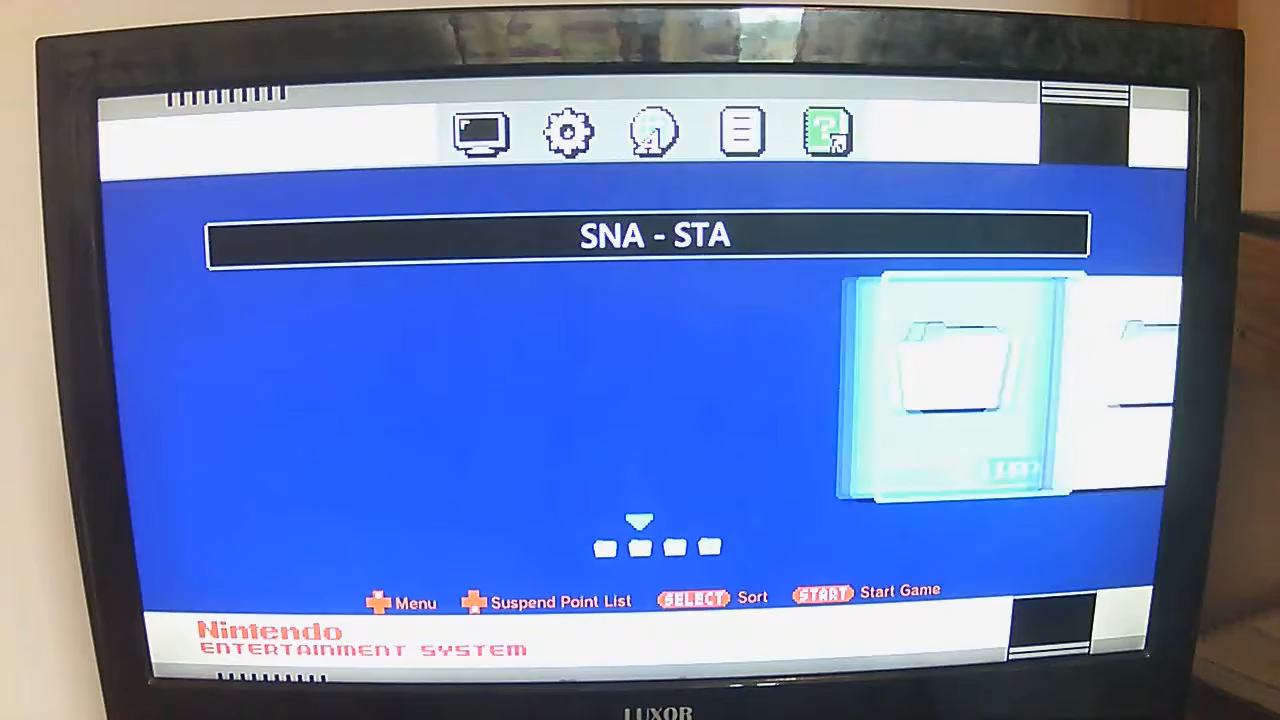 SNA - STA
Menu Suspend Point List SELECT Sort START Start Game
Nintendo
ENTERTAINMENT SYSTEM
LUXOR